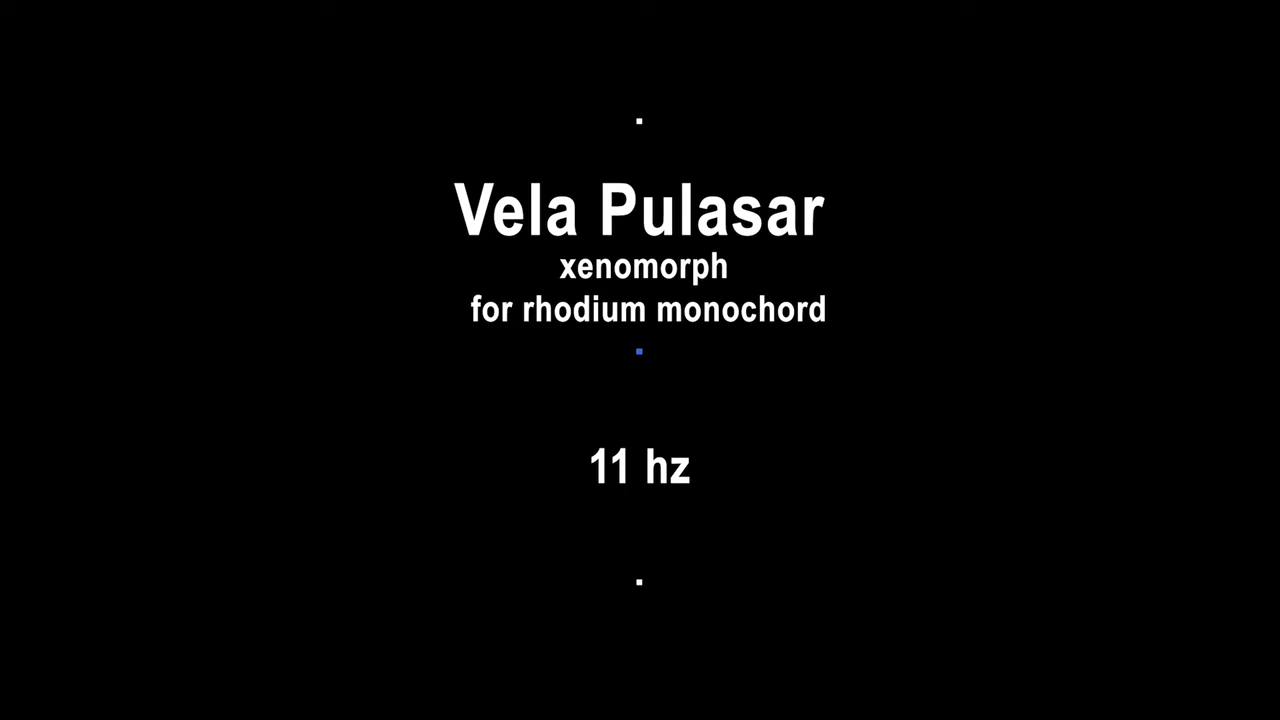 .
Vela Pulasar
xenomorph
for rhodium monochord
.
11 hz
.